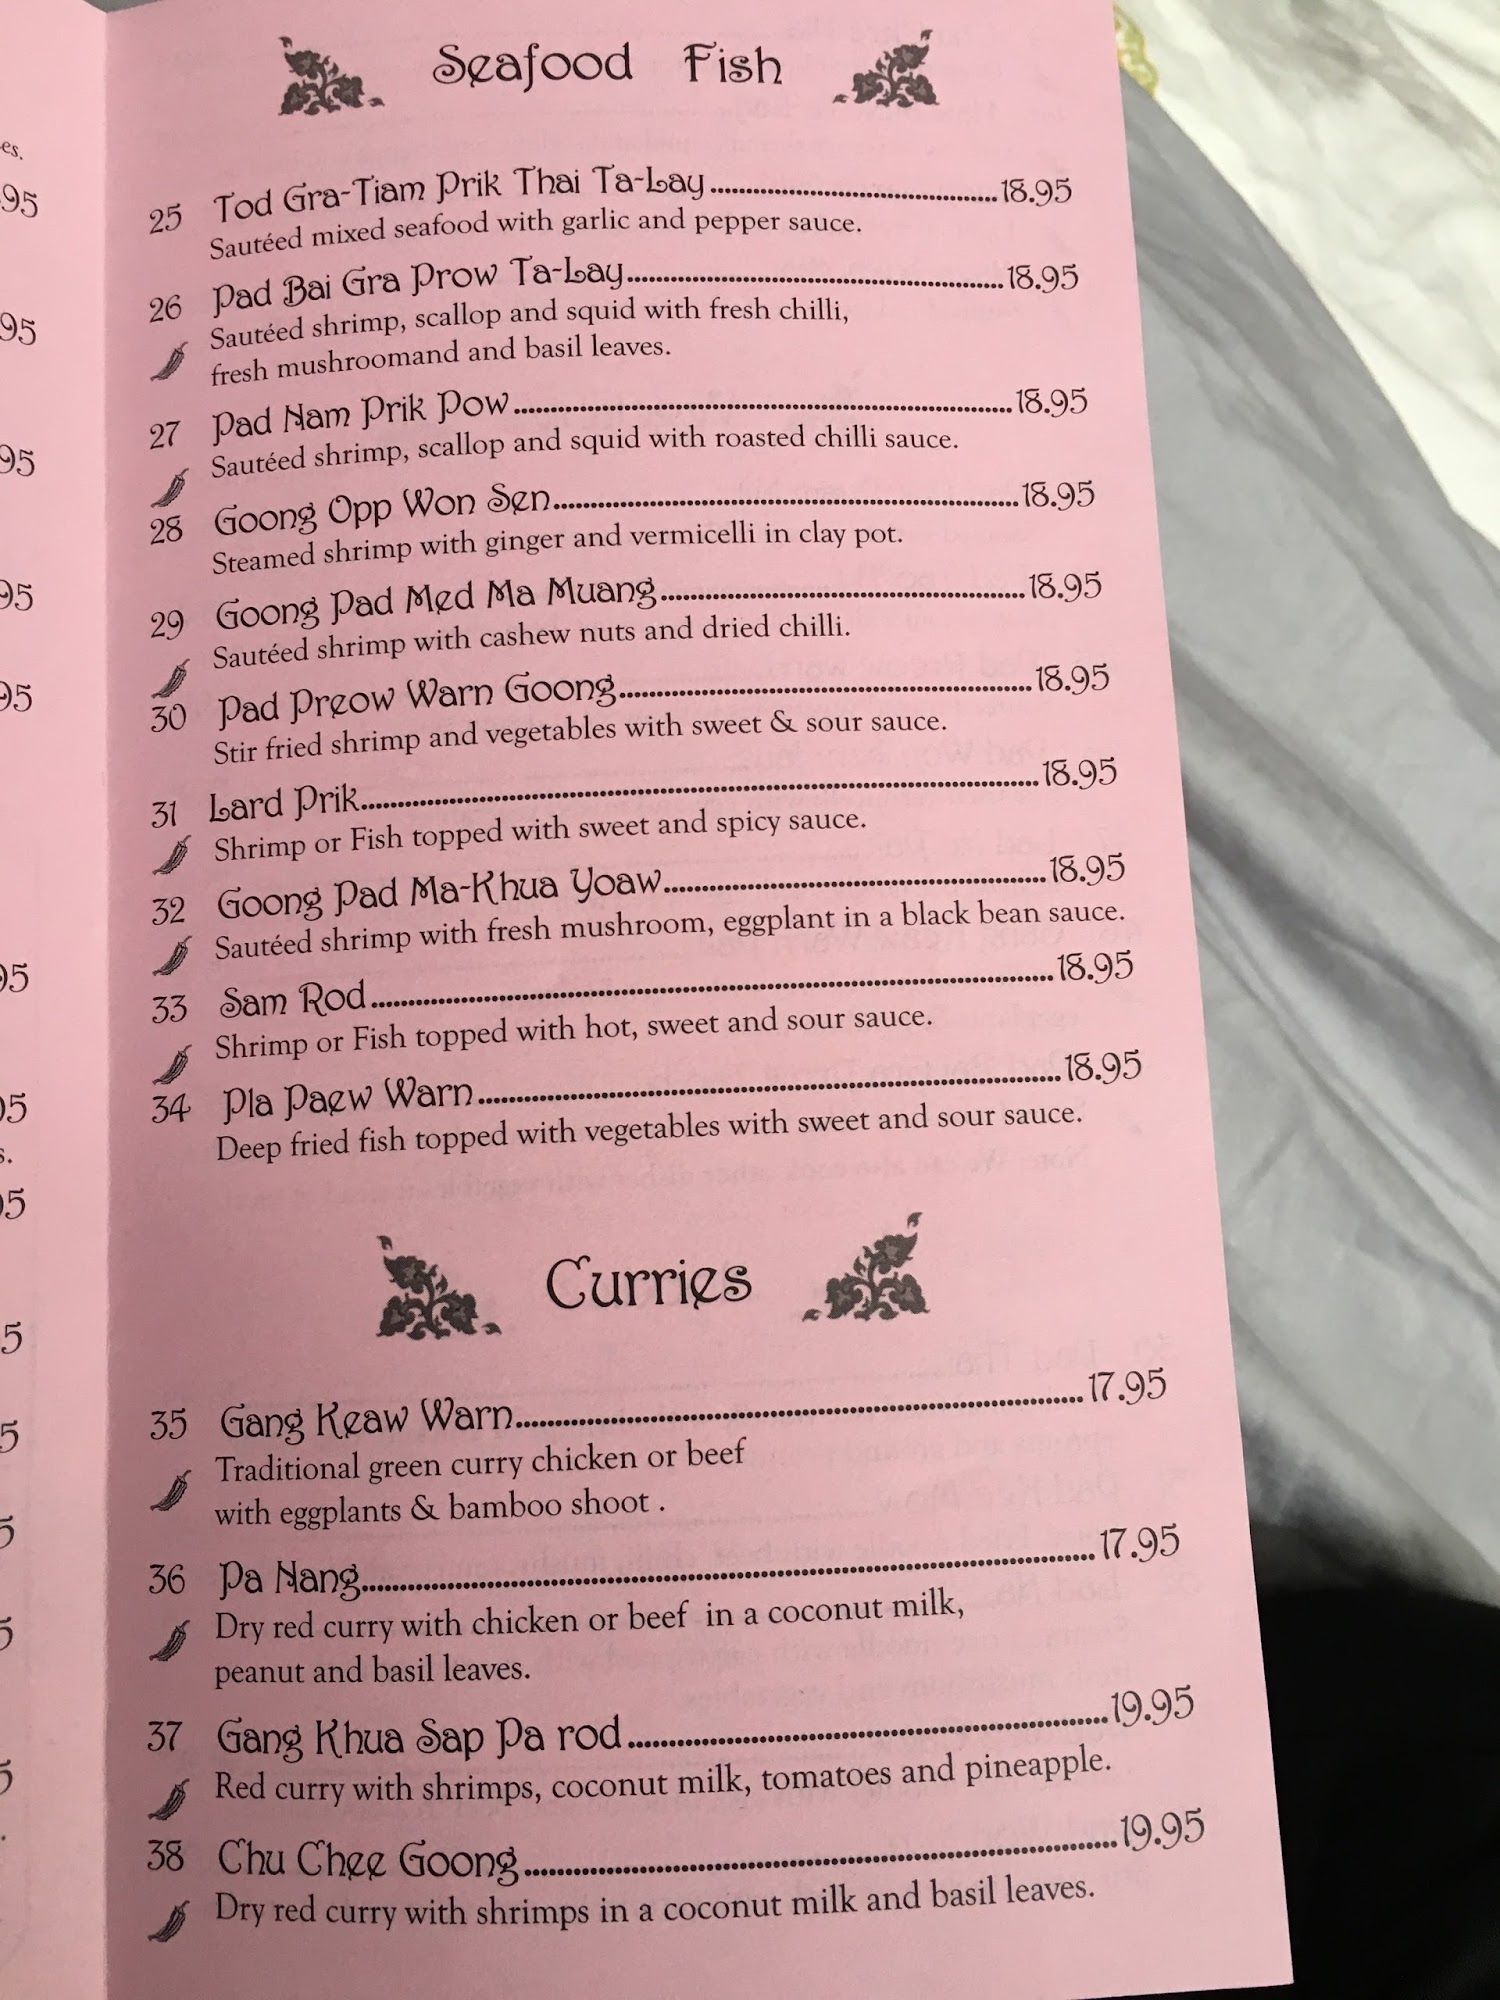 Seafood Fish
25 Tod Gra-Tiam Prik Thai Ta-Lay 18.95
Sautéed mixed seafood with garlic and pepper sauce.
26 Pad Bai Gra Prow Ta-Lay 18.95
Sautéed shrimp, scallop and squid with fresh chilli,
fresh mushroomand and basil leaves.
27 Pad Nam Prik Pow 18.95
Sautéed shrimp, scallop and squid with roasted chilli sauce.
28 Goong Opp Won Sen 18.95
Steamed shrimp with ginger and vermicelli in clay pot.
29 Goong Pad Med Ma Muang 18.95
Sautéed shrimp with cashew nuts and dried chilli.
30 Pad Preow Warn Goong 18.95
Stir fried shrimp and vegetables with sweet & sour sauce.
31 Lard Prik 18.95
Shrimp or Fish topped with sweet and spicy sauce.
32 Goong Pad Ma-Khua Yoaw 18.95
Sautéed shrimp with fresh mushroom, eggplant in a black bean sauce.
33 Sam Rod 18.95
Shrimp or Fish topped with hot, sweet and sour sauce.
34 Pla Paew Warn 18.95
Deep fried fish topped with vegetables with sweet and sour sauce.
Curries
35 Gang Keaw Warn 17.95
Traditional green curry chicken or beef
with eggplants & bamboo shoot .
36 Pa Nang 17.95
Dry red curry with chicken or beef in a coconut milk,
peanut and basil leaves.
37 Gang Khua Sap Pa rod 19.95
Red curry with shrimps, coconut milk, tomatoes and pineapple.
38 Chu Chee Goong 19.95
Dry red curry with shrimps in a coconut milk and basil leaves.